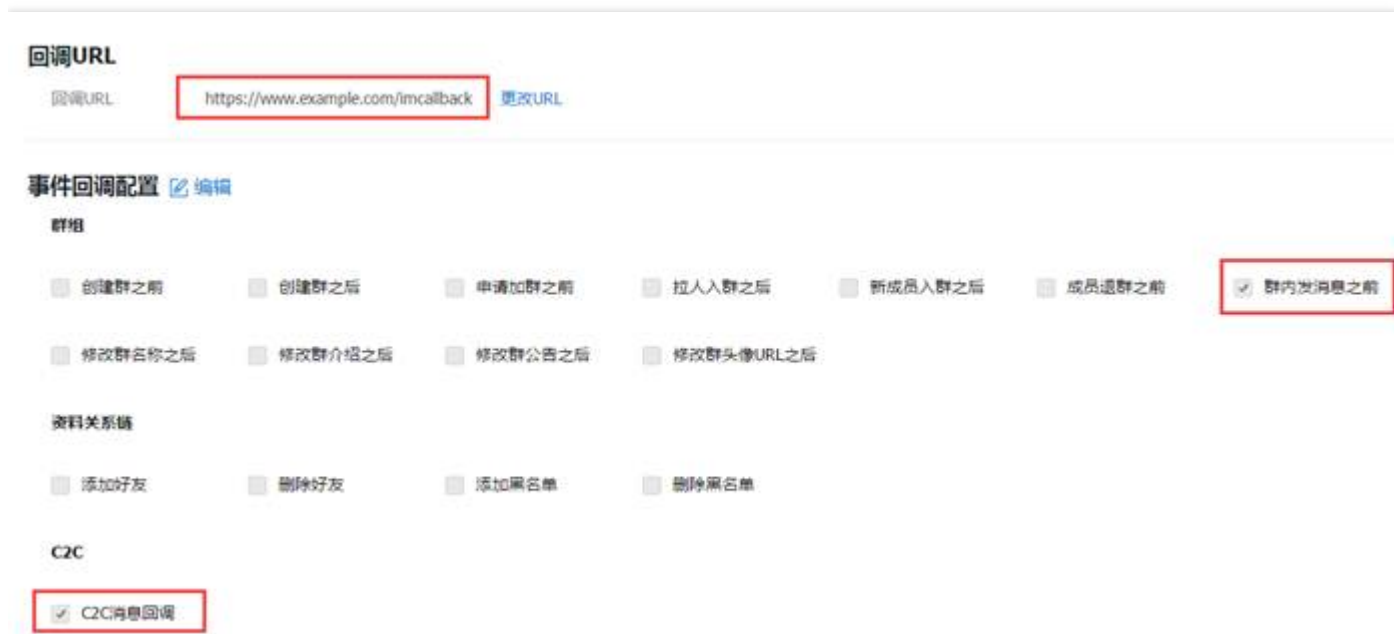 回调URL
回调URL https://www.example.com/imcallback 更改URL
事件回调配置 编辑
群组
创建群之前 创建群之后 申请加群之前 拉人入群之后 新成员入群之后 成员退群之前 群内发消息之前
修改群名称之后 修改群介绍之后 修改群公告之后 修改群头像URL之后
资料关系链
添加好友 删除好友 添加黑名单 删除黑名单
C2C
C2C消息回调